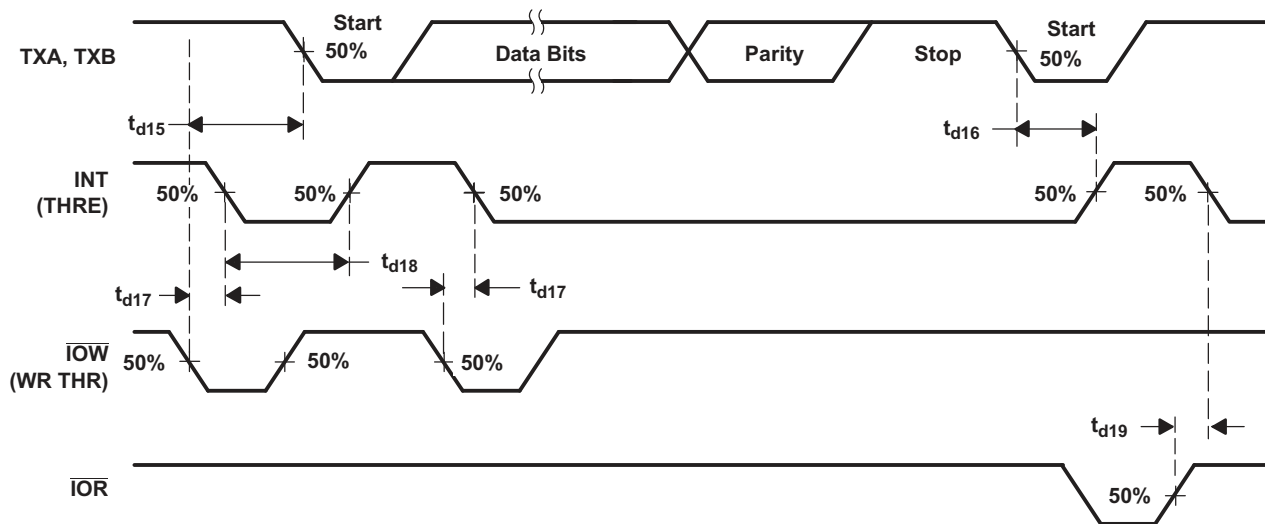 Start
Start
TXA, TXB
50%
Data Bits
Parity
Stop
50%
td15
td16
INT
(THRE)
50%
50%
50%
50%
50%
td18
td17
td17
IOW
(WR THR)
50%
50%
50%
td19
IOR
50%